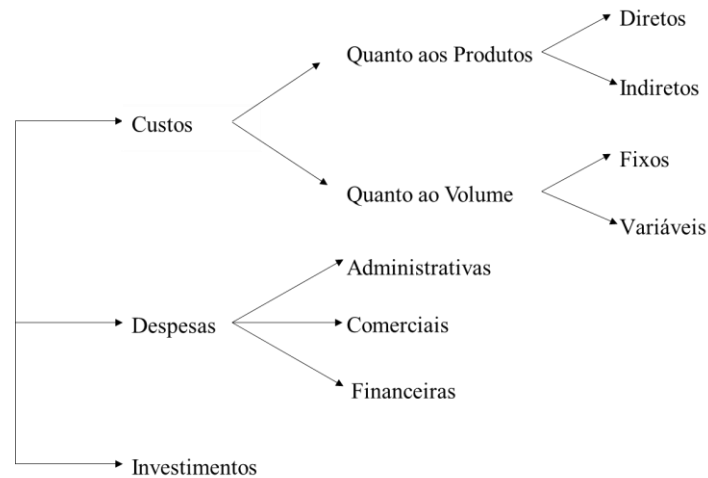 Diretos
Quanto aos Produtos
Indiretos
Custos
Fixos
Quanto ao Volume
Variáveis
Administrativas
Despesas
Comerciais
Financeiras
Investimentos